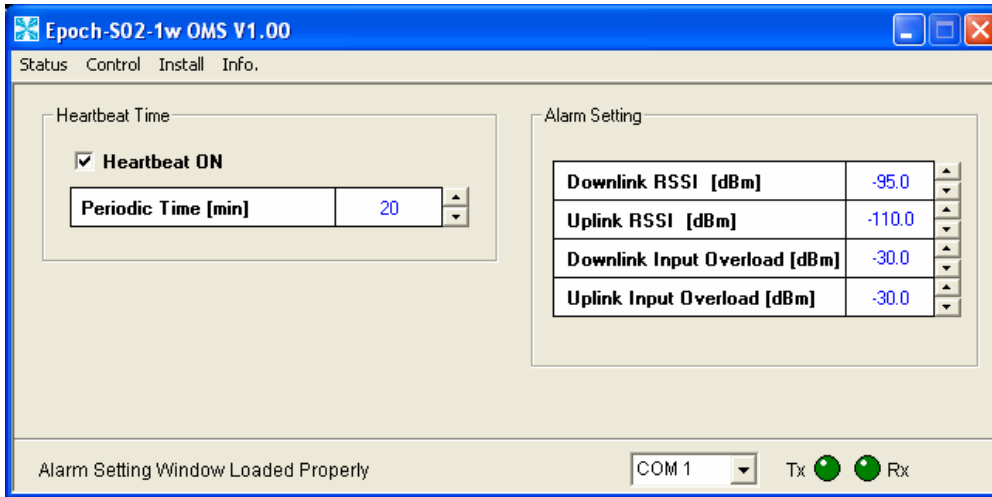 Epoch-S02-1w OMS V1.00
Status Control Install Info.
Heartbeat Time
Heartbeat ON
Periodic Time [min] 20
Alarm Setting
Downlink RSSI [dBm] -95.0
Uplink RSSI [dBm] -110.0
Downlink Input Overload [dBm] -30.0
Uplink Input Overload [dBm] -30.0
Alarm Setting Window Loaded Properly
COM 1
Tx Rx